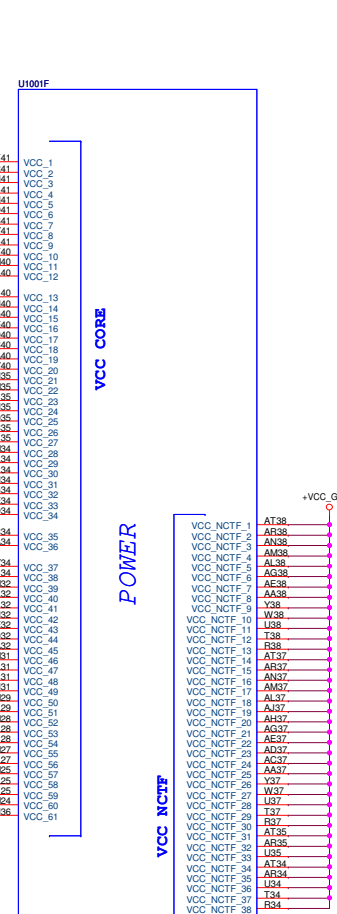 U1001F
VCC_1
VCC_2
VCC_3
VCC_4
VCC_5
VCC_6
VCC_7
VCC_8
VCC_9
VCC_10
VCC_11
VCC_12
VCC_13
VCC_14
VCC_15
VCC_16
VCC_17
VCC_18
VCC_19
VCC_20
VCC_21
VCC_22
VCC_23
VCC_24
VCC_25
VCC_26
VCC_27
VCC_28
VCC_29
VCC_30
VCC_31
VCC_32
VCC_33
VCC_34
VCC_35
VCC_36
VCC_37
VCC_38
VCC_39
VCC_40
VCC_41
VCC_42
VCC_43
VCC_44
VCC_45
VCC_46
VCC_47
VCC_48
VCC_49
VCC_50
VCC_51
VCC_52
VCC_53
VCC_54
VCC_55
VCC_56
VCC_57
VCC_58
VCC_59
VCC_60
VCC_61
VCC CORE
POWER
VCC NCTF
+VCC_G
VCC_NCTF_1 AT38
VCC_NCTF_2 AR38
VCC_NCTF_3 AN38
VCC_NCTF_4 AM38
VCC_NCTF_5 AL38
VCC_NCTF_6 AG38
VCC_NCTF_7 AE38
VCC_NCTF_8 AA38
VCC_NCTF_9 Y38
VCC_NCTF_10 W38
VCC_NCTF_11 U38
VCC_NCTF_12 T38
VCC_NCTF_13 R38
VCC_NCTF_14 AT37
VCC_NCTF_15 AR37
VCC_NCTF_16 AN37
VCC_NCTF_17 AM37
VCC_NCTF_18 AL37
VCC_NCTF_19 AJ37
VCC_NCTF_20 AH37
VCC_NCTF_21 AG37
VCC_NCTF_22 AE37
VCC_NCTF_23 AD37
VCC_NCTF_24 AC37
VCC_NCTF_25 AA37
VCC_NCTF_26 Y37
VCC_NCTF_27 W37
VCC_NCTF_28 U37
VCC_NCTF_29 T37
VCC_NCTF_30 R37
VCC_NCTF_31 AT35
VCC_NCTF_32 AR35
VCC_NCTF_33 U35
VCC_NCTF_34 AT34
VCC_NCTF_35 AR34
VCC_NCTF_36 U34
VCC_NCTF_37 T34
VCC_NCTF_38 R34